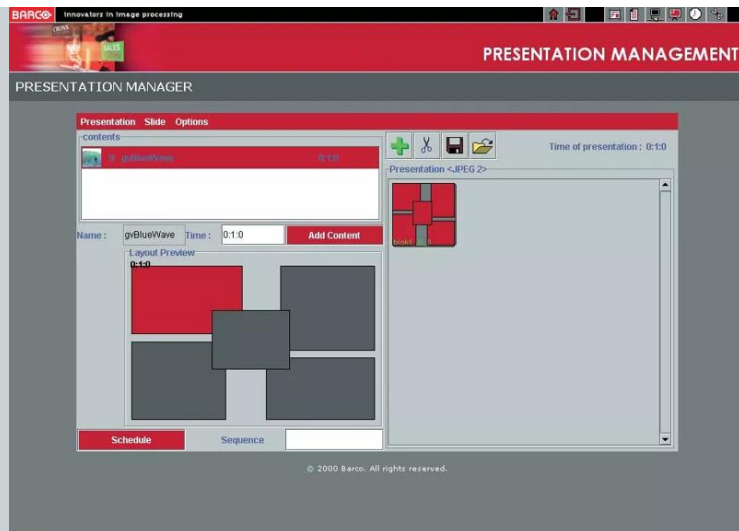 BARCO innovators in image processing
SALES
PRESENTATION MANAGEMENT
PRESENTATION MANAGER
Presentation Slide Options
contents
0 gvBlueWave 0:1:0
Time of presentation : 0:1:0
Presentation <JPEG 2>
Name : gvBlueWave Time : 0:1:0 Add Content
Layout Preview
0:1:0
Schedule Sequence
© 2000 Barco. All rights reserved.